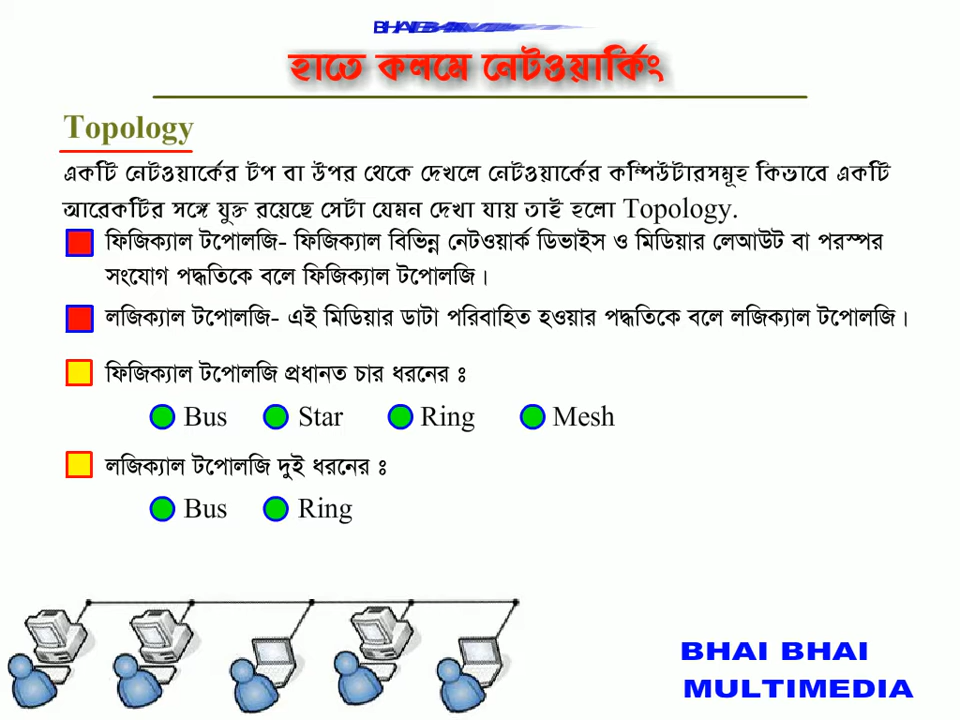 হাতে কলমে নেটওয়ার্কিং
Topology
একটি নেটওয়ার্কের টপ বা উপর থেকে দেখলে নেটওয়ার্কের কম্পিউটারসমূহ কিভাবে একটি
আরেকটির সঙ্গে যুক্ত রয়েছে সেটা যেমন দেখা যায় তাই হলো Topology.
ফিজিক্যাল টপোলজি- ফিজিক্যাল বিভিন্ন নেটওয়ার্ক ডিভাইস ও মিডিয়ার লেআউট বা পরস্পর
সংযোগ পদ্ধতিকে বলে ফিজিক্যাল টপোলজি।
লজিক্যাল টপোলজি- এই মিডিয়ার ডাটা পরিবাহিত হওয়ার পদ্ধতিকে বলে লজিক্যাল টপোলজি।
ফিজিক্যাল টপোলজি প্রধানত চার ধরনের ঃ
Bus Star Ring Mesh
লজিক্যাল টপোলজি দুই ধরনের ঃ
Bus Ring
BHAI BHAI
MULTIMEDIA